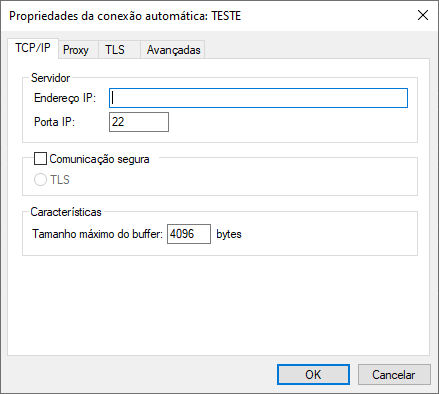 Propriedades da conexão automática: TESTE
TCP/IP Proxy TLS Avançadas
Servidor
Endereço IP:
Porta IP: 22
Comunicação segura
TLS
Características
Tamanho máximo do buffer: 4096 bytes
OK Cancelar